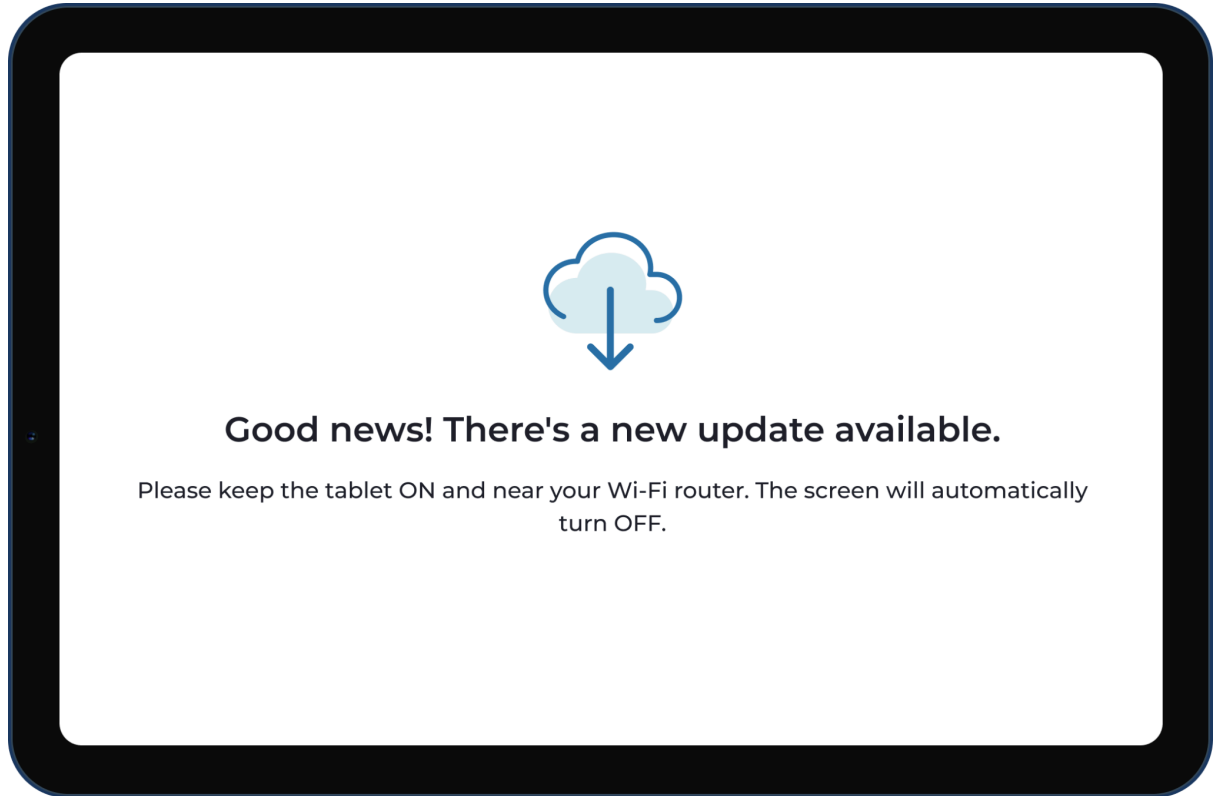 Good news! There's a new update available.
Please keep the tablet ON and near your Wi-Fi router. The screen will automatically
turn OFF.